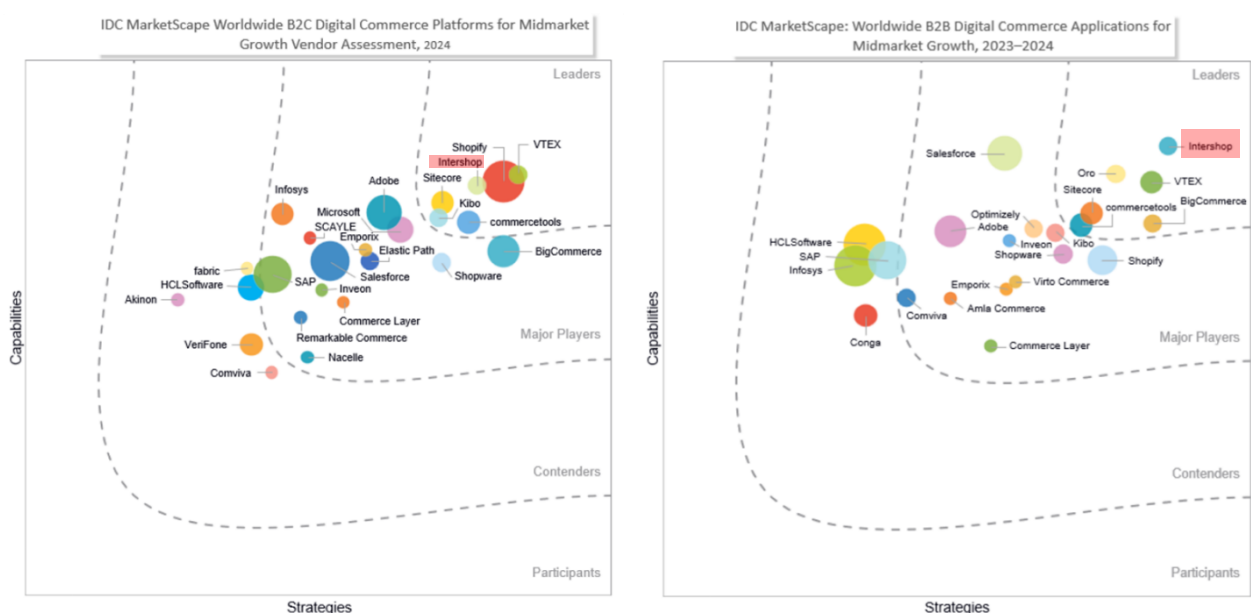 IDC MarketScape Worldwide B2C Digital Commerce Platforms for Midmarket
Growth Vendor Assessment, 2024
Leaders
Shopify
VTEX
Intershop
Sitecore
Adobe
Kibo
Infosys
Microsoft
commercetools
SCAYLE
Emporix
Elastic Path
BigCommerce
fabric
Salesforce
Shopware
HCLSoftware
SAP
Inveon
Akinon
Commerce Layer
Remarkable Commerce
Major Players
VeriFone
Nacelle
Comviva
Contenders
Participants
Capabilities
Strategies
IDC MarketScape: Worldwide B2B Digital Commerce Applications for
Midmarket Growth, 2023–2024
Leaders
Intershop
Salesforce
Oro
VTEX
Sitecore
commercetools
BigCommerce
Optimizely
Adobe
HCLSoftware
Inveon
Kibo
Shopware
SAP
Shopify
Infosys
Virto Commerce
Emporix
Amla Commerce
Comviva
Major Players
Conga
Commerce Layer
Contenders
Participants
Capabilities
Strategies